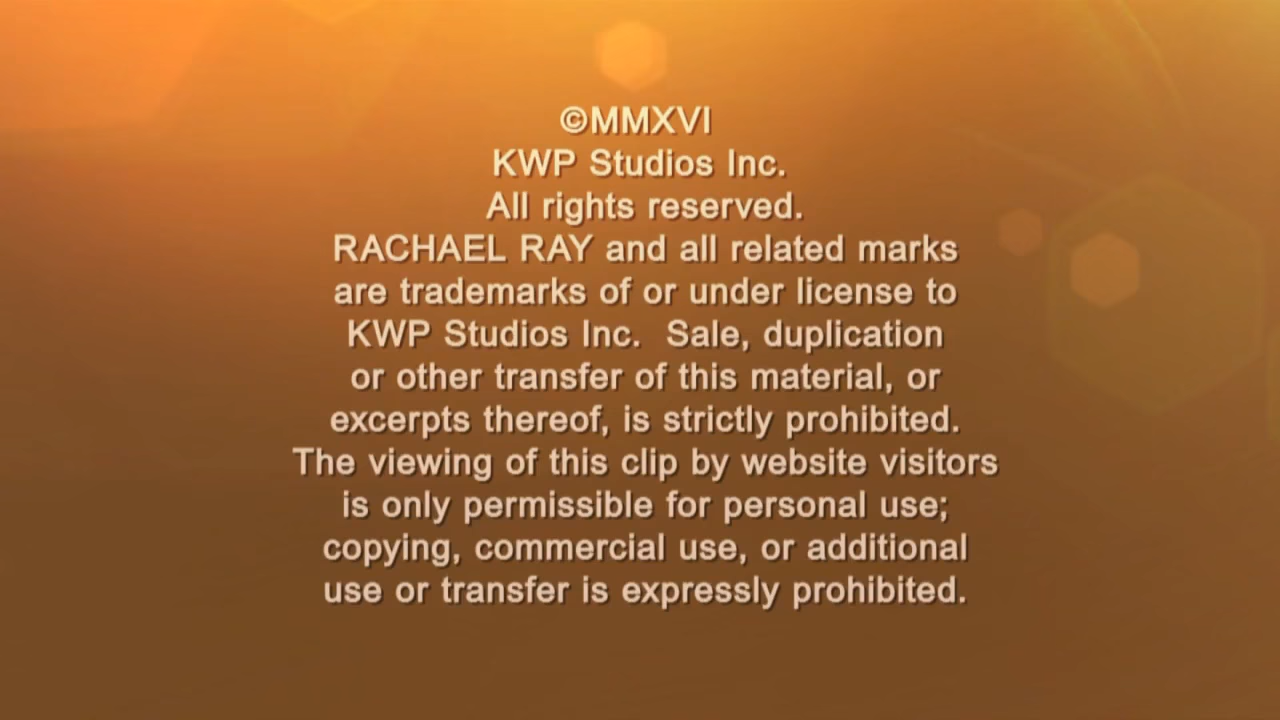 ©MMXVI
KWP Studios Inc.
All rights reserved.
RACHAEL RAY and all related marks
are trademarks of or under license to
KWP Studios Inc.  Sale, duplication
or other transfer of this material, or
excerpts thereof, is strictly prohibited.
The viewing of this clip by website visitors
is only permissible for personal use;
copying, commercial use, or additional
use or transfer is expressly prohibited.